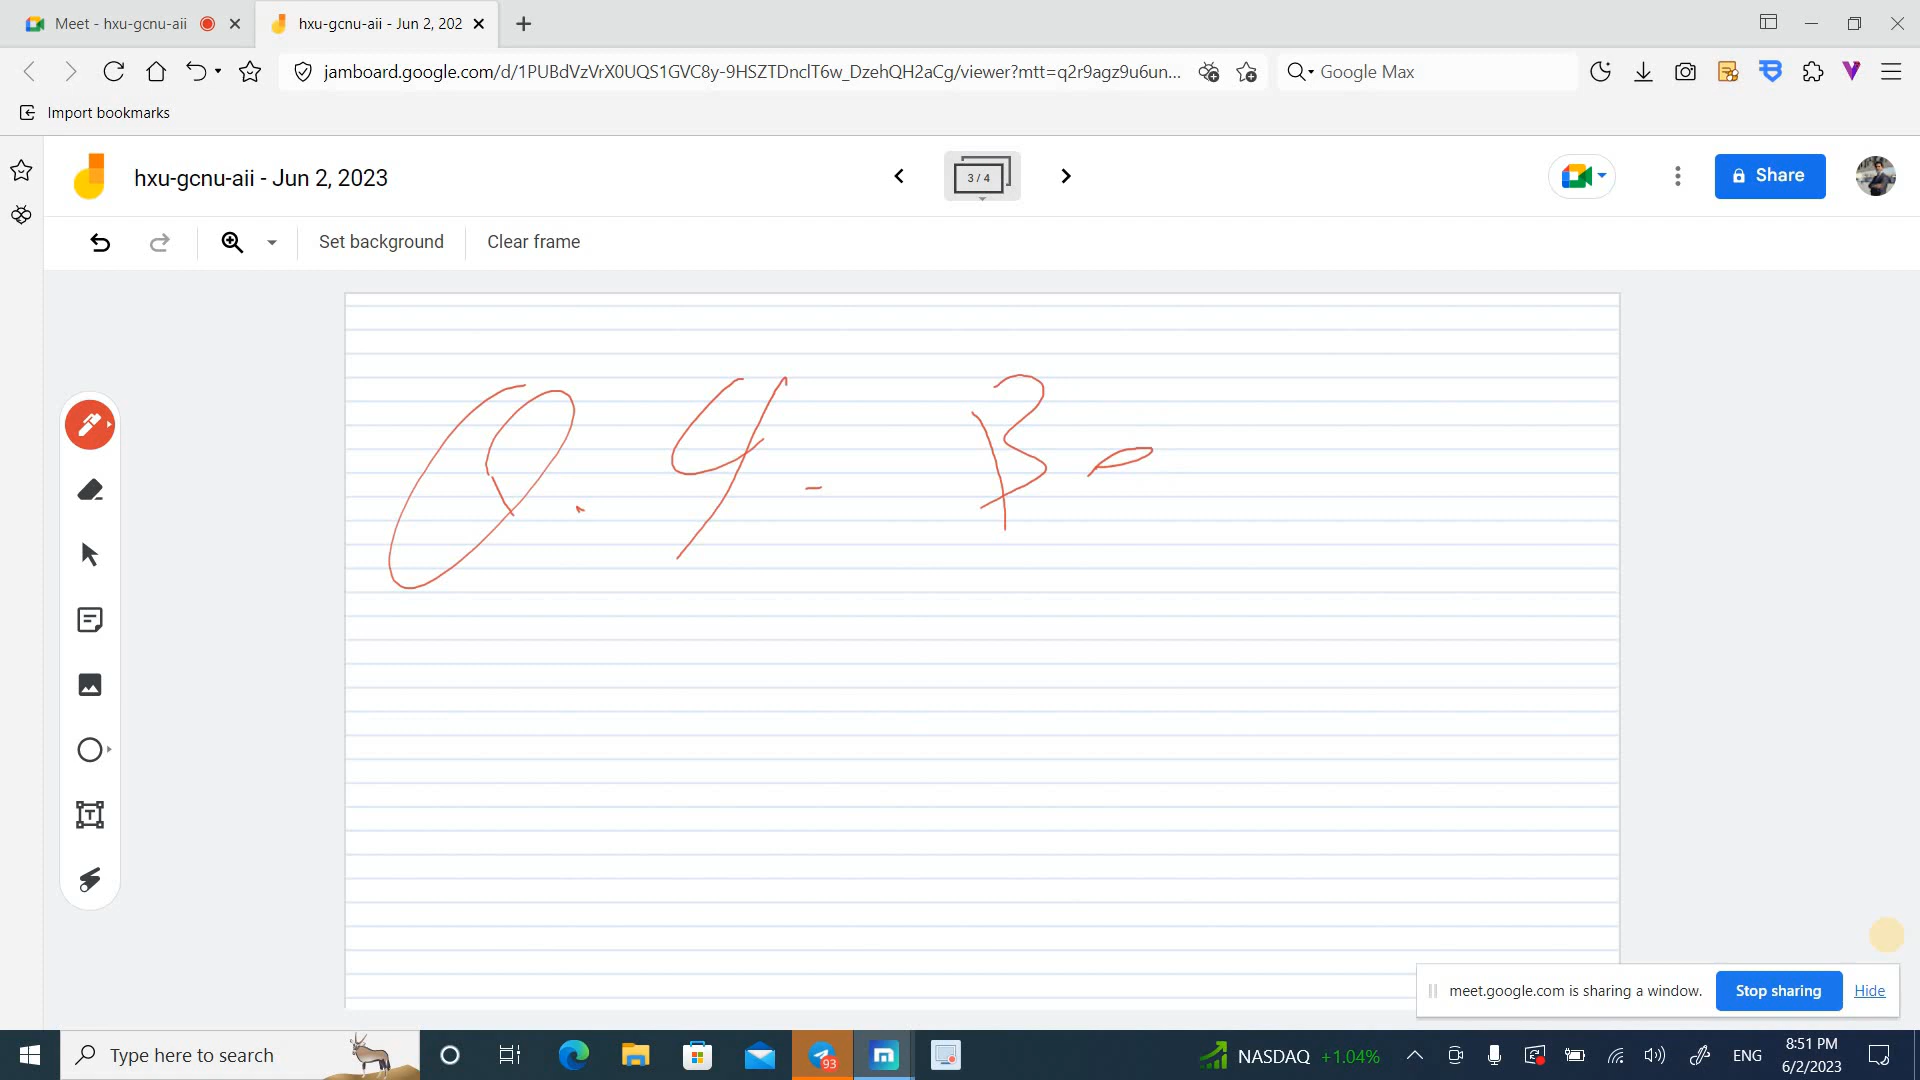 Meet - hxu-gcnu-aii
hxu-gcnu-aii - Jun 2, 202
jamboard.google.com/d/1PUBdVzVrX0UQS1GVC8y-9HSZTDnclT6w_DzehQH2aCg/viewer?mtt=q2r9agz9u6un...
Google Max
Import bookmarks
hxu-gcnu-aii - Jun 2, 2023
3 / 4
Share
Set background
Clear frame
meet.google.com is sharing a window.
Stop sharing
Hide
Type here to search
93
NASDAQ +1.04%
ENG
8:51 PM
6/2/2023